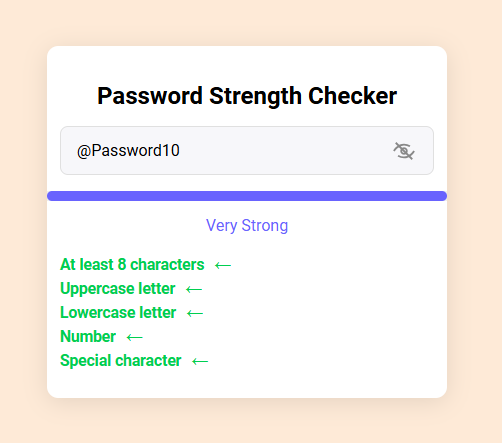 Password Strength Checker
@Password10
Very Strong
At least 8 characters ←
Uppercase letter ←
Lowercase letter ←
Number ←
Special character ←